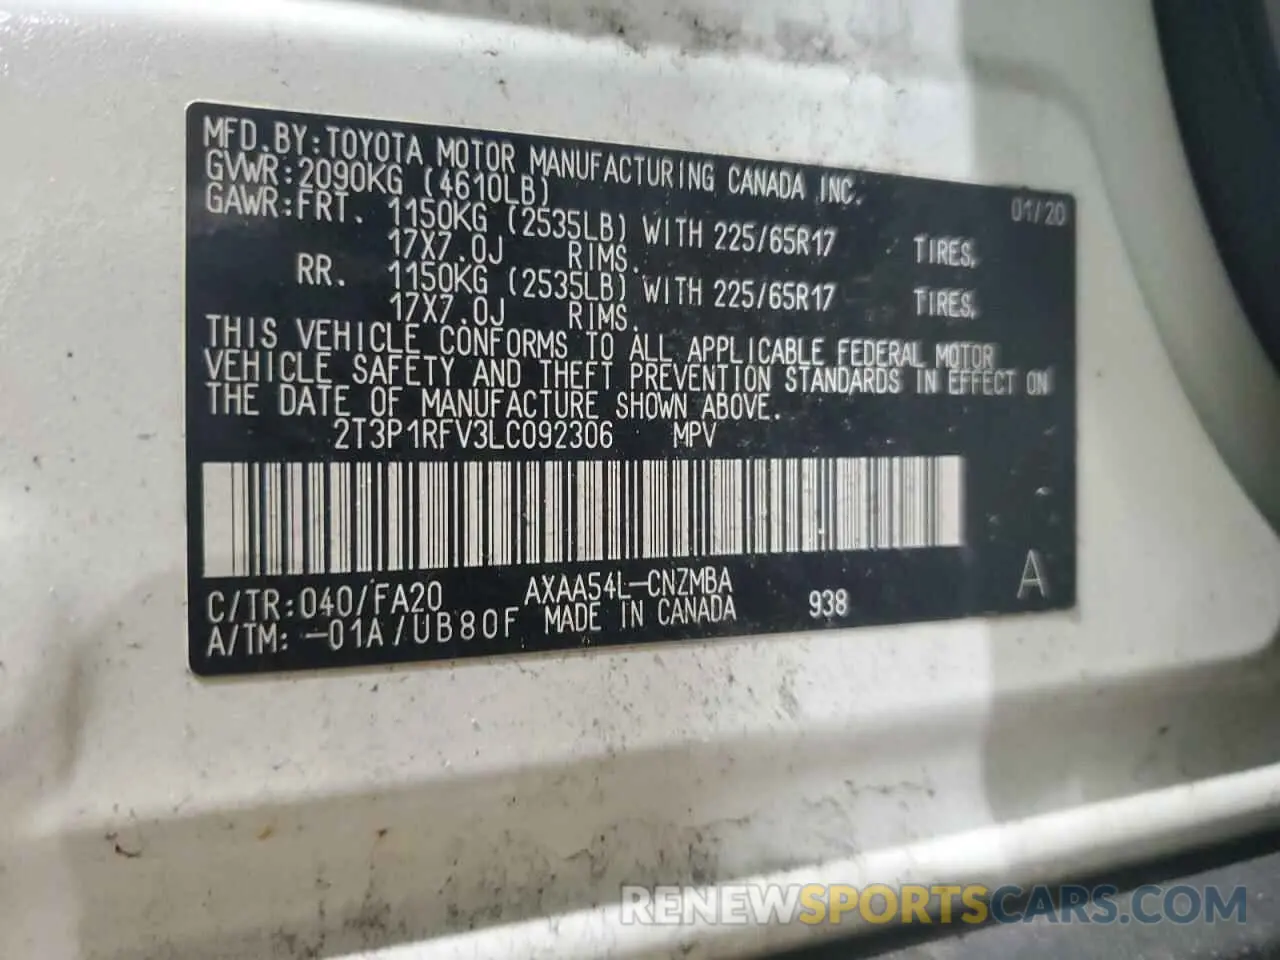 MFD.BY:TOYOTA MOTOR MANUFACTURING CANADA INC.
GVWR:2090KG (4610LB) 01/20
GAWR:FRT. 1150KG (2535LB) WITH 225/65R17 TIRES,
17X7.0J RIMS.
RR. 1150KG (2535LB) WITH 225/65R17 TIRES,
17X7.0J RIMS.
THIS VEHICLE CONFORMS TO ALL APPLICABLE FEDERAL MOTOR
VEHICLE SAFETY AND THEFT PREVENTION STANDARDS IN EFFECT ON
THE DATE OF MANUFACTURE SHOWN ABOVE.
2T3P1RFV3LC092306 MPV
C/TR:040/FA20 AXAA54L-CNZMBA 938 A
A/TM:-01A/UB80F MADE IN CANADA
RENEWSPORTSCARS.COM